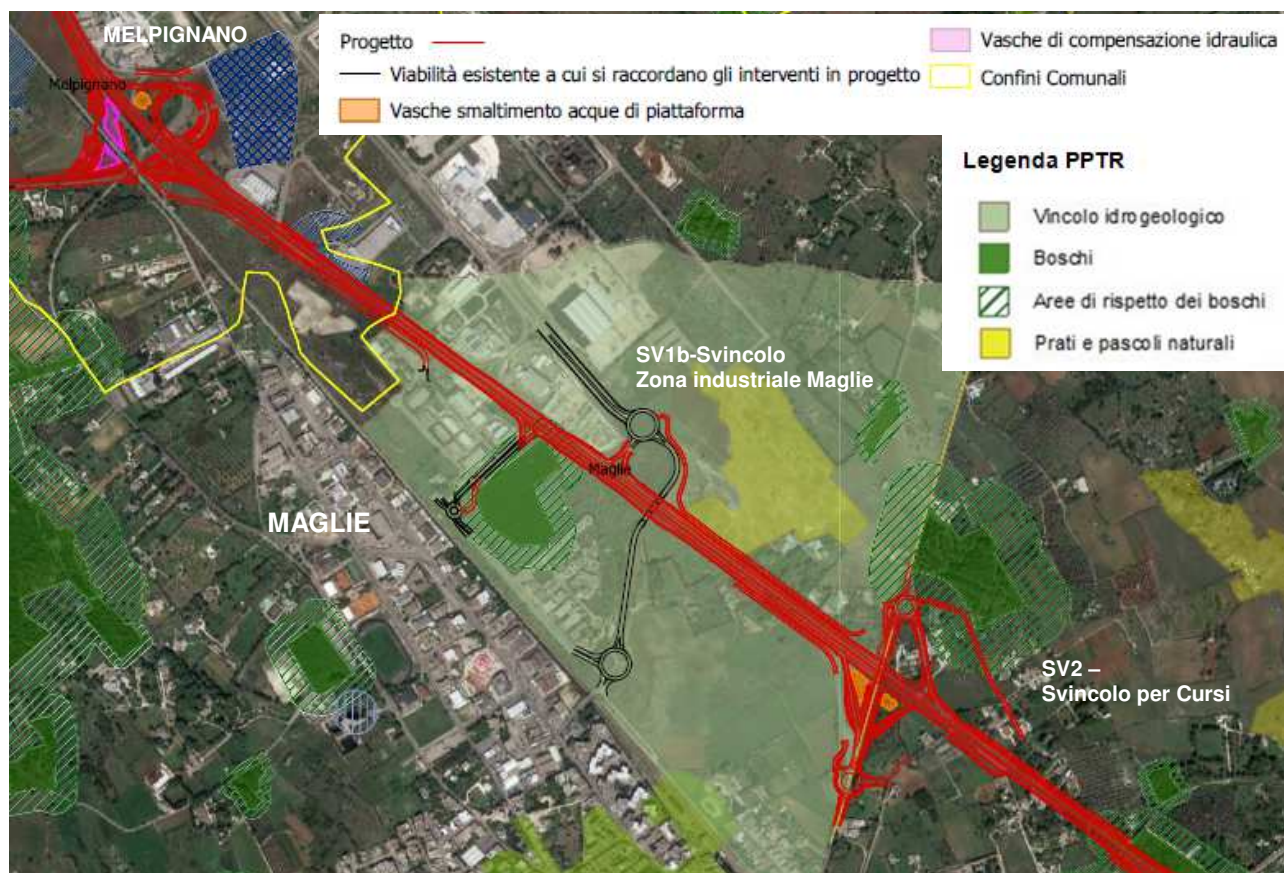 MELPIGNANO
Melpignano
Progetto
Viabilità esistente a cui si raccordano gli interventi in progetto
Vasche smaltimento acque di piattaforma
Vasche di compensazione idraulica
Confini Comunali
Legenda PPTR
Vincolo idrogeologico
Boschi
Aree di rispetto dei boschi
Prati e pascoli naturali
SV1b-Svincolo
Zona industriale Maglie
Maglie
MAGLIE
SV2 –
Svincolo per Cursi